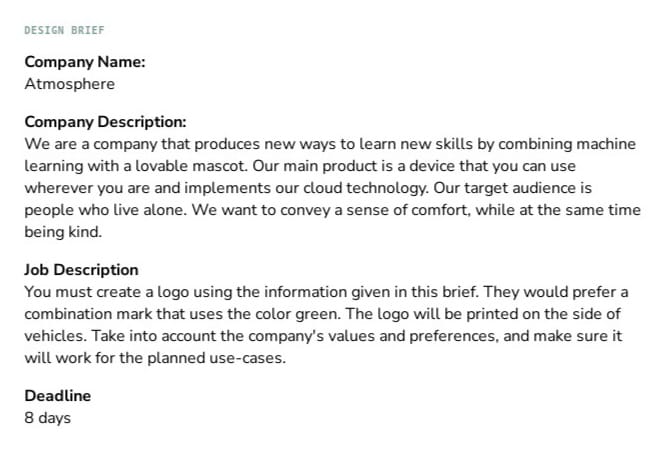 DESIGN BRIEF
Company Name:
Atmosphere
Company Description:
We are a company that produces new ways to learn new skills by combining machine
learning with a lovable mascot. Our main product is a device that you can use
wherever you are and implements our cloud technology. Our target audience is
people who live alone. We want to convey a sense of comfort, while at the same time
being kind.
Job Description
You must create a logo using the information given in this brief. They would prefer a
combination mark that uses the color green. The logo will be printed on the side of
vehicles. Take into account the company's values and preferences, and make sure it
will work for the planned use-cases.
Deadline
8 days